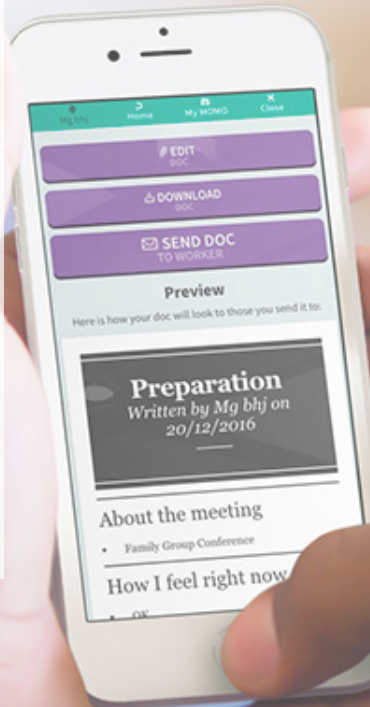 Mg bhj
Home
My MOMO
Close
EDIT
DOC
DOWNLOAD
DOC
SEND DOC
TO WORKER
Preview
Here is how your doc will look to those you send it to:
Preparation
Written by Mg bhj on
20/12/2016
About the meeting
• Family Group Conference
How I feel right now
• OK